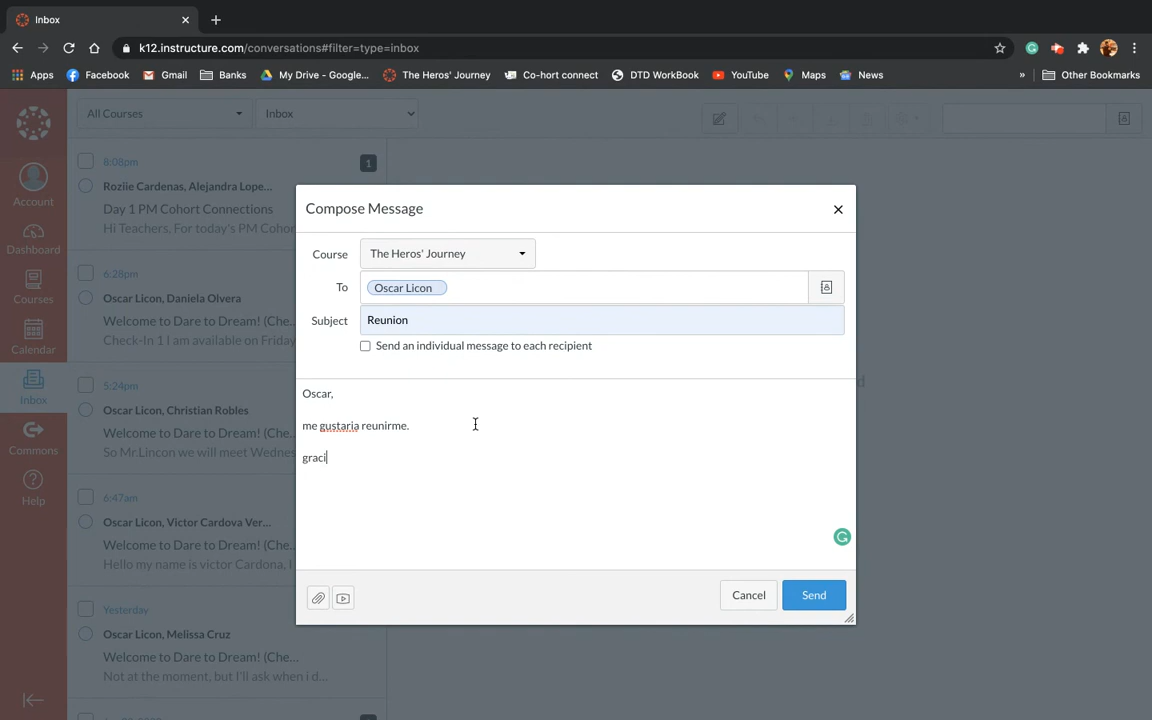 Inbox
k12.instructure.com/conversations#filter=type=inbox
Apps Facebook Gmail Banks My Drive - Google... The Heros' Journey Co-hort connect DTD WorkBook YouTube Maps News » Other Bookmarks
All Courses Inbox
Account
Dashboard
Courses
Calendar
Inbox
Commons
Help
8:08pm 1
Roziie Cardenas, Alejandra Lope...
Day 1 PM Cohort Connections
Hi Teachers, For today's PM Cohor
6:28pm
Oscar Licon, Daniela Olvera
Welcome to Dare to Dream! (Che...
Check-In 1 I am available on Friday
5:24pm
Oscar Licon, Christian Robles
Welcome to Dare to Dream! (Che...
So Mr.Lincon we will meet Wednes
6:47am
Oscar Licon, Victor Cardova Ver...
Welcome to Dare to Dream! (Che...
Hello my name is victor Cardona, I
Yesterday
Oscar Licon, Melissa Cruz
Welcome to Dare to Dream! (Che...
Not at the moment, but I'll ask when i d...
Compose Message
Course The Heros' Journey
To Oscar Licon
Subject Reunion
Send an individual message to each recipient
Oscar,
me gustaria reunirme.
graci
Cancel Send